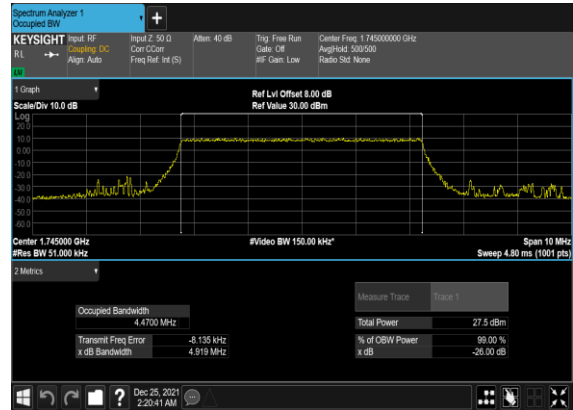 Spectrum Analyzer 1
Occupied BW
+
KEYSIGHT
Input: RF
Input Z: 50 Ω
Atten: 40 dB
Trig: Free Run
Center Freq: 1.745000000 GHz
RL
Coupling: DC
Corr CCorr
Gate: Off
Avg|Hold: 500/500
Align: Auto
Freq Ref: Int (S)
#IF Gain: Low
Radio Std: None
1 Graph
Ref Lvl Offset 8.00 dB
Scale/Div 10.0 dB
Ref Value 30.00 dBm
Log
20.0
10.0
0.00
-10.0
-20.0
-30.0
-40.0
-50.0
-60.0
Center 1.745000 GHz
#Video BW 150.00 kHz*
Span 10 MHz
#Res BW 51.000 kHz
Sweep 4.80 ms (1001 pts)
2 Metrics
Measure Trace
Trace 1
Occupied Bandwidth
4.4700 MHz
Total Power
27.5 dBm
Transmit Freq Error
-8.135 kHz
% of OBW Power
99.00 %
x dB Bandwidth
4.919 MHz
x dB
-26.00 dB
?
Dec 25, 2021
2:20:41 AM